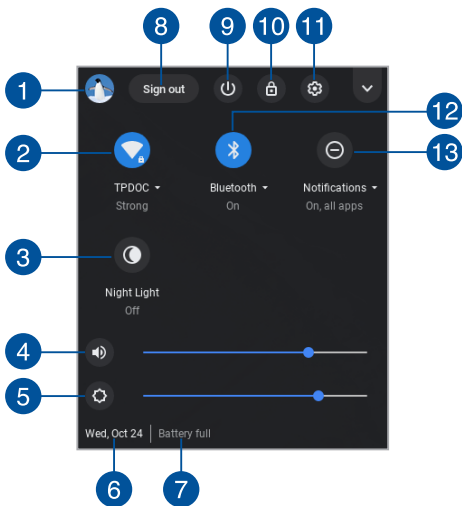 8 9 10 11
1 Sign out
12
2 13
TPDOC Bluetooth Notifications
Strong On On, all apps
3
Night Light
Off
4
5
Wed, Oct 24 Battery full
6 7